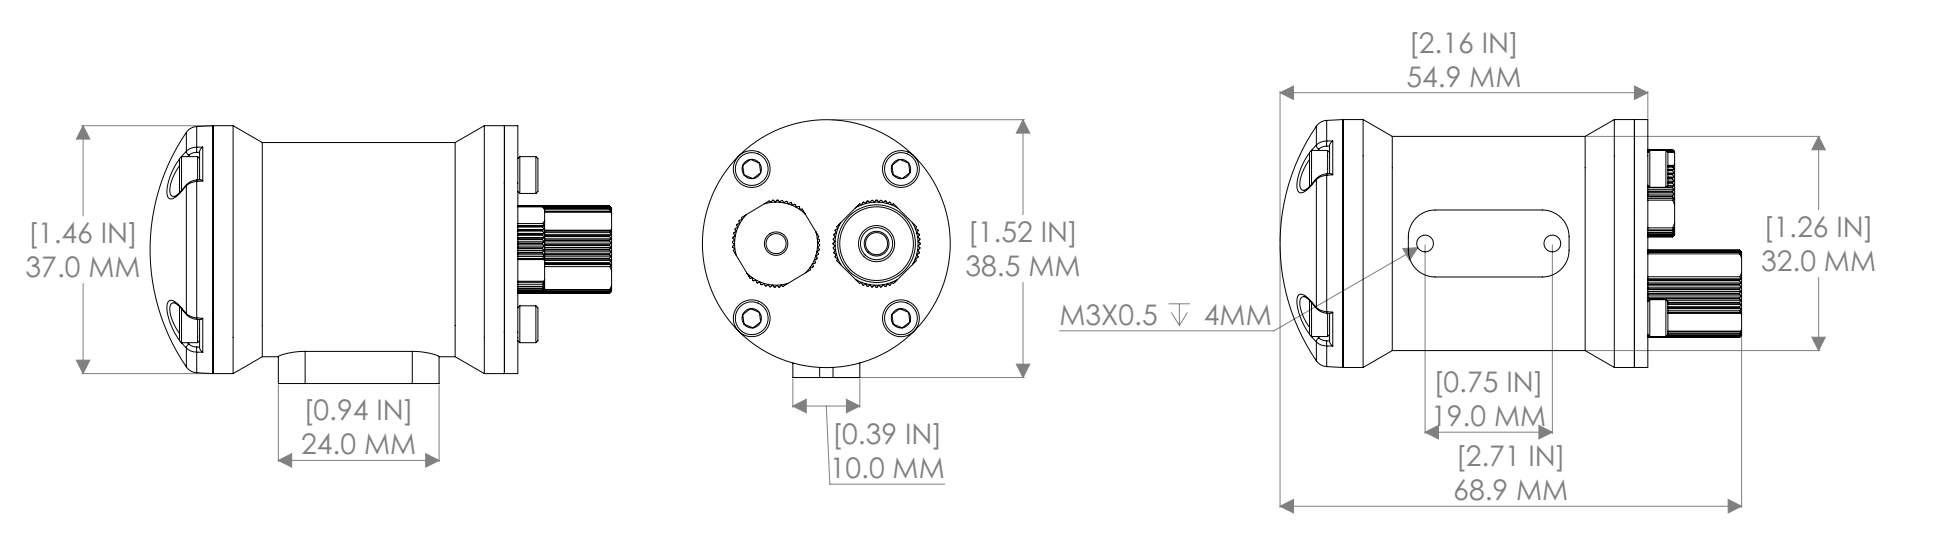 [1.46 IN]
37.0 MM
[0.94 IN]
24.0 MM
[1.52 IN]
38.5 MM
[0.39 IN]
10.0 MM
[2.16 IN]
54.9 MM
M3X0.5 ↧ 4MM
[1.26 IN]
32.0 MM
[0.75 IN]
19.0 MM
[2.71 IN]
68.9 MM